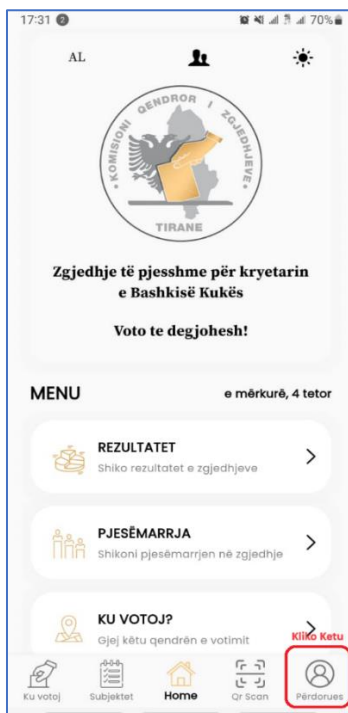 17:31 2 70%
AL
KOMISIONI QENDROR I ZGJEDHJEVE
TIRANE
Zgjedhje të pjesshme për kryetarin
e Bashkisë Kukës
Voto te degjohesh!
MENU e mërkurë, 4 tetor
REZULTATET
Shiko rezultatet e zgjedhjeve
PJESËMARRJA
Shikoni pjesëmarrjen në zgjedhje
KU VOTOJ?
Gjej këtu qendrën e votimit
Kliko Ketu
Ku votoj Subjektet Home Qr Scan Përdorues